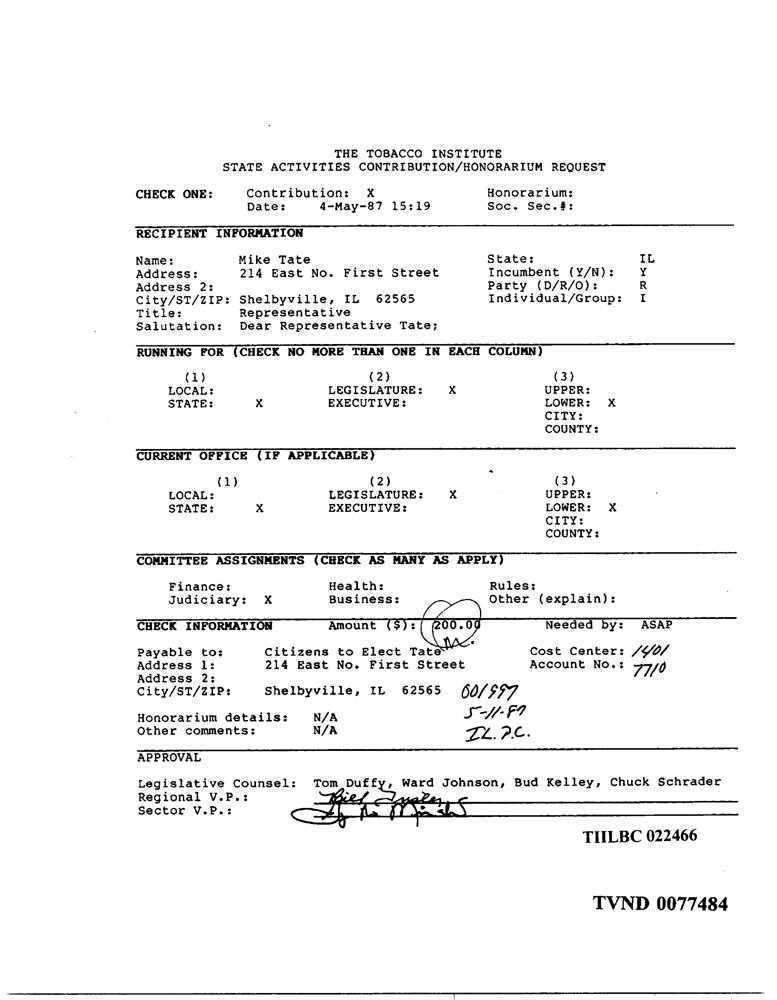 THE TOBACCO INSTITUTE
STATE ACTIVITIES CONTRIBUTION/HONORARIUM REQUEST
CHECK ONE: Contribution: X Honorarium:
Date: 4-May-87 15:19 Soc. Sec.#:
RECIPIENT INFORMATION
Name: Mike Tate State: IL
Address: 214 East No. First Street Incumbent (Y/N): Y
Address 2: Party (D/R/O): R
City/ST/ZIP: Shelbyville, IL 62565 Individual/Group: I
Title: Representative
Salutation: Dear Representative Tate;
RUNNING FOR (CHECK NO MORE THAN ONE IN EACH COLUMN)
(1) (2) (3)
LOCAL: LEGISLATURE: X UPPER:
STATE: X EXECUTIVE: LOWER: X
CITY:
COUNTY:
CURRENT OFFICE (IF APPLICABLE)
(1) (2) (3)
LOCAL: LEGISLATURE: X UPPER:
STATE: X EXECUTIVE: LOWER: X
CITY:
COUNTY:
COMMITTEE ASSIGNMENTS (CHECK AS MANY AS APPLY)
Finance: Health: Rules:
Judiciary: X Business: Other (explain):
CHECK INFORMATION Amount ($): 200.00 Needed by: ASAP
Payable to: Citizens to Elect Tate Cost Center: 1401
Address 1: 214 East No. First Street Account No.: 7710
Address 2:
City/ST/ZIP: Shelbyville, IL 62565 601997
5-11-87
Honorarium details: N/A
Other comments: N/A IL. P.C.
APPROVAL
Legislative Counsel: Tom Duffy, Ward Johnson, Bud Kelley, Chuck Schrader
Regional V.P.:
Sector V.P.:
TIILBC 022466
TVND 0077484